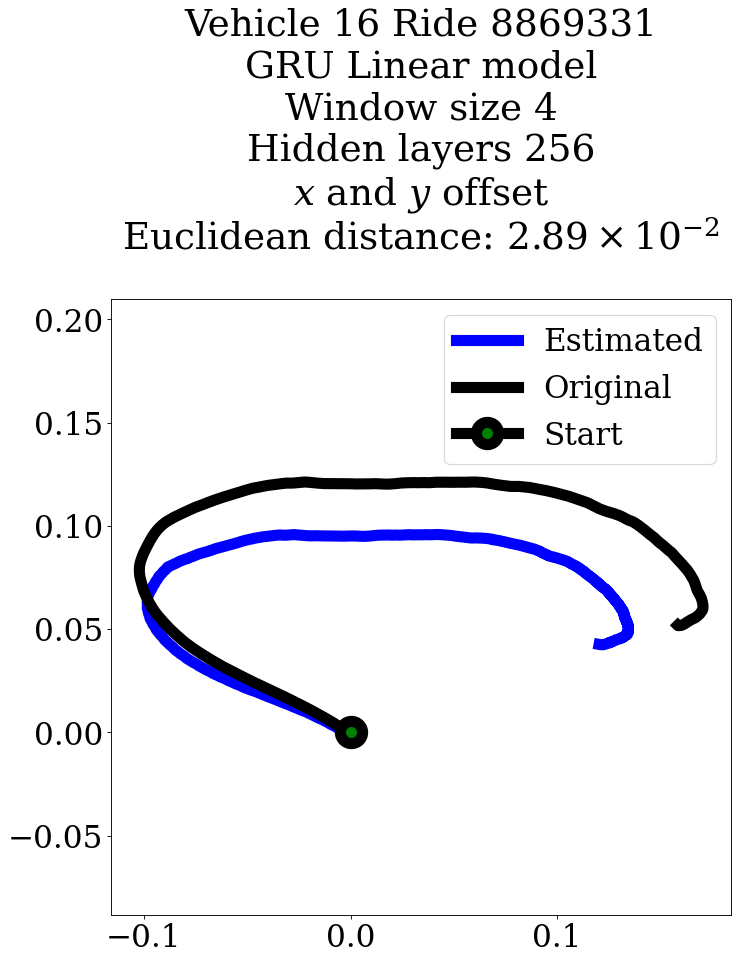 Vehicle 16 Ride 8869331
GRU Linear model
Window size 4
Hidden layers 256
x and y offset
Euclidean distance: 2.89 × 10⁻²
0.20
0.15
0.10
0.05
0.00
−0.05
−0.1
0.0
0.1
Estimated
Original
Start